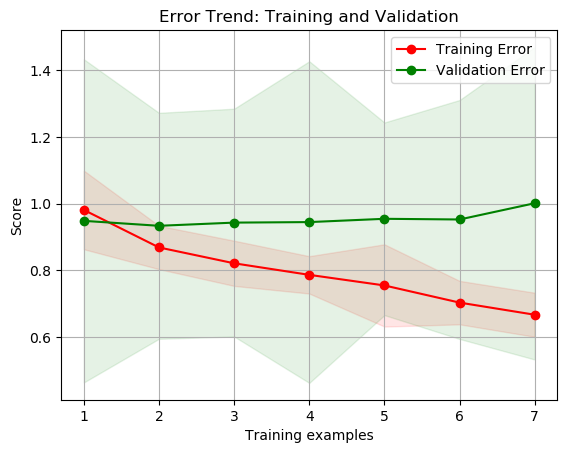 Error Trend: Training and Validation
Training Error
Validation Error
1.4
1.2
1.0
0.8
0.6
Score
1 2 3 4 5 6 7
Training examples